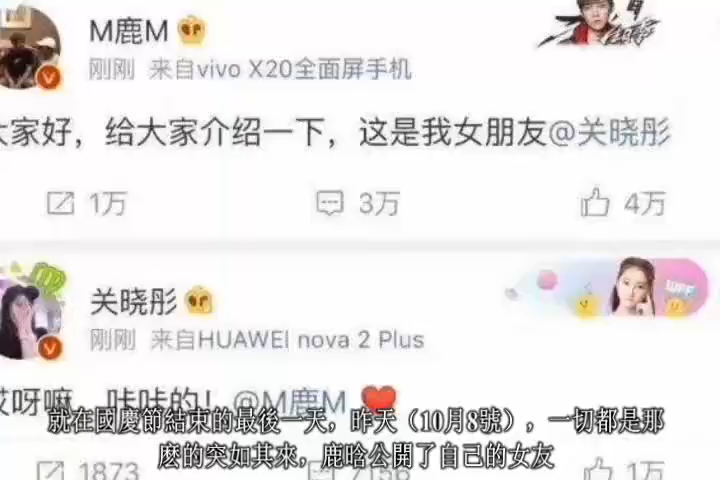 M鹿M
刚刚 来自vivo X20全面屏手机
大家好，给大家介绍一下，这是我女朋友@关晓彤
1万 3万 4万
关晓彤
刚刚 来自HUAWEI nova 2 Plus
哎呀嘛，咔咔的！@M鹿M
就在國慶節結束的最後一天，昨天（10月8號），一切都是那
麽的突如其來，鹿晗公開了自己的女友
1873 7156 1万